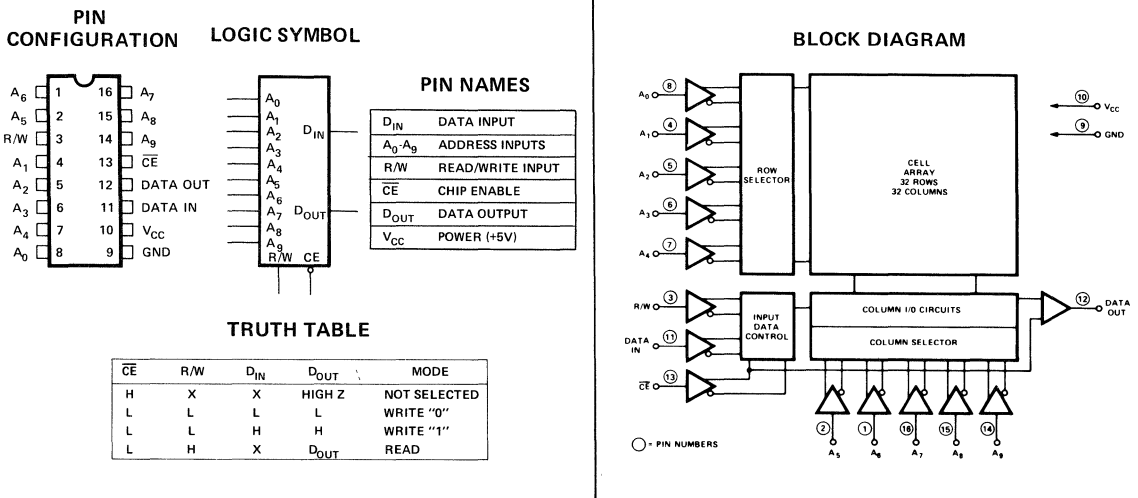 PIN
CONFIGURATION
A6 1 16 A7
A5 2 15 A8
R/W 3 14 A9
A1 4 13 CE
A2 5 12 DATA OUT
A3 6 11 DATA IN
A4 7 10 VCC
A0 8 9 GND
LOGIC SYMBOL
A0
A1
A2
A3
A4
A5
A6
A7
A8
A9
DIN
DOUT
R/W CE
PIN NAMES
DIN DATA INPUT
A0-A9 ADDRESS INPUTS
R/W READ/WRITE INPUT
CE CHIP ENABLE
DOUT DATA OUTPUT
VCC POWER (+5V)
TRUTH TABLE
CE R/W DIN DOUT MODE
H X X HIGH Z NOT SELECTED
L L L L WRITE "0"
L L H H WRITE "1"
L H X DOUT READ
BLOCK DIAGRAM
A0 8
A1 4
A2 5
A3 6
A4 7
ROW
SELECTOR
CELL
ARRAY
32 ROWS
32 COLUMNS
10 VCC
9 GND
R/W 3
DATA
IN 11
CE 13
INPUT
DATA
CONTROL
COLUMN I/O CIRCUITS
COLUMN SELECTOR
12 DATA
OUT
2 1 16 15 14
A5 A6 A7 A8 A9
= PIN NUMBERS